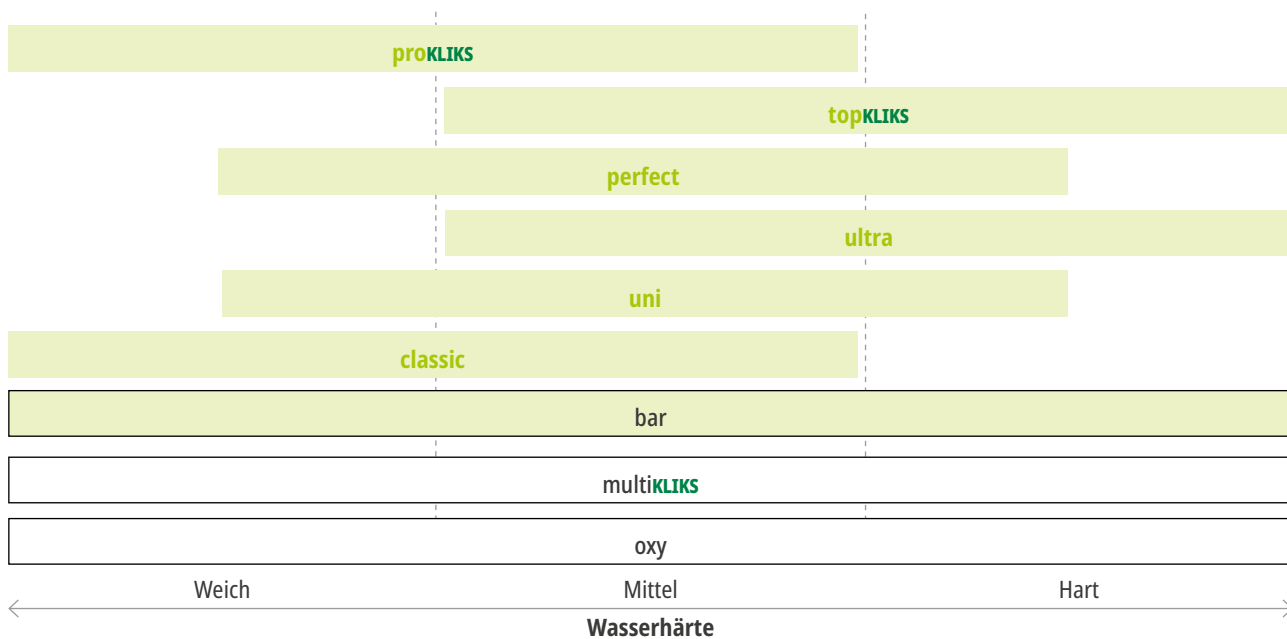 proKLIKS
topKLIKS
perfect
ultra
uni
classic
bar
multiKLIKS
oxy
Weich Mittel Hart
Wasserhärte